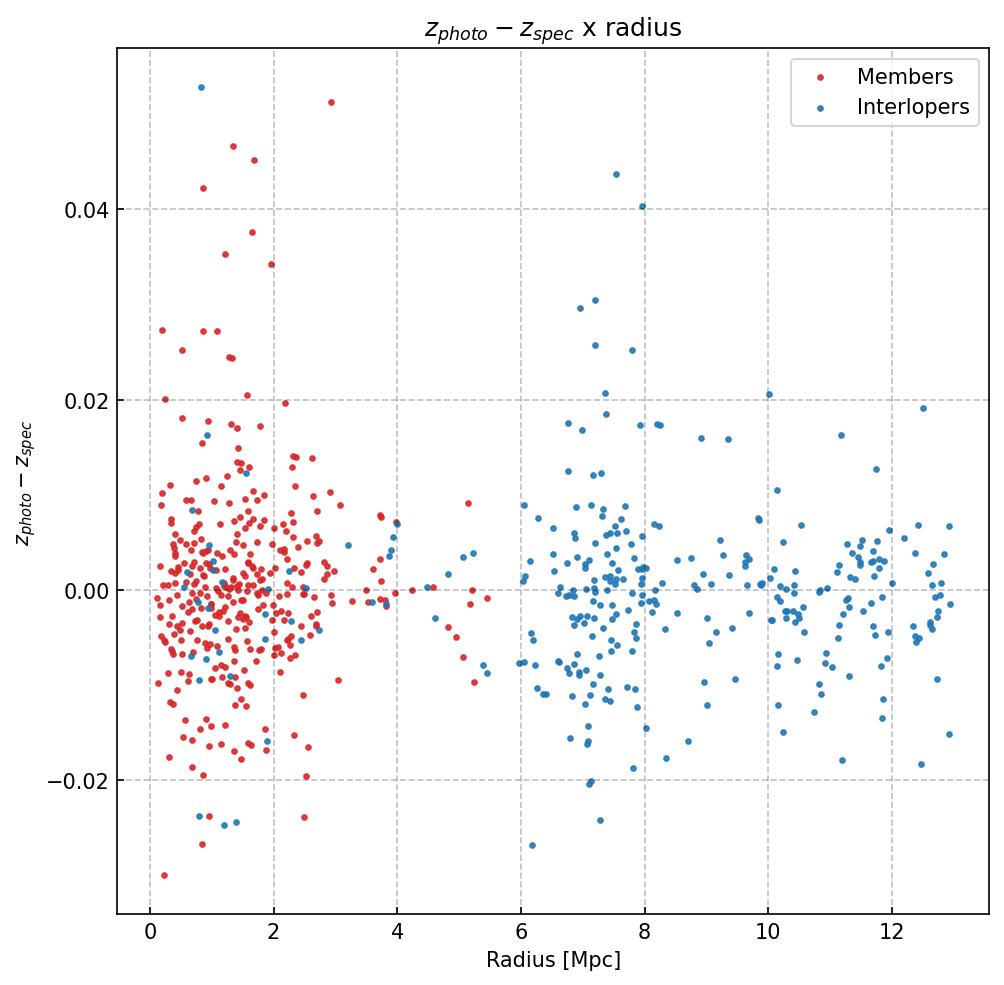 z_photo − z_spec x radius
Members
Interlopers
z_photo − z_spec
0.04
0.02
0.00
−0.02
0 2 4 6 8 10 12
Radius [Mpc]